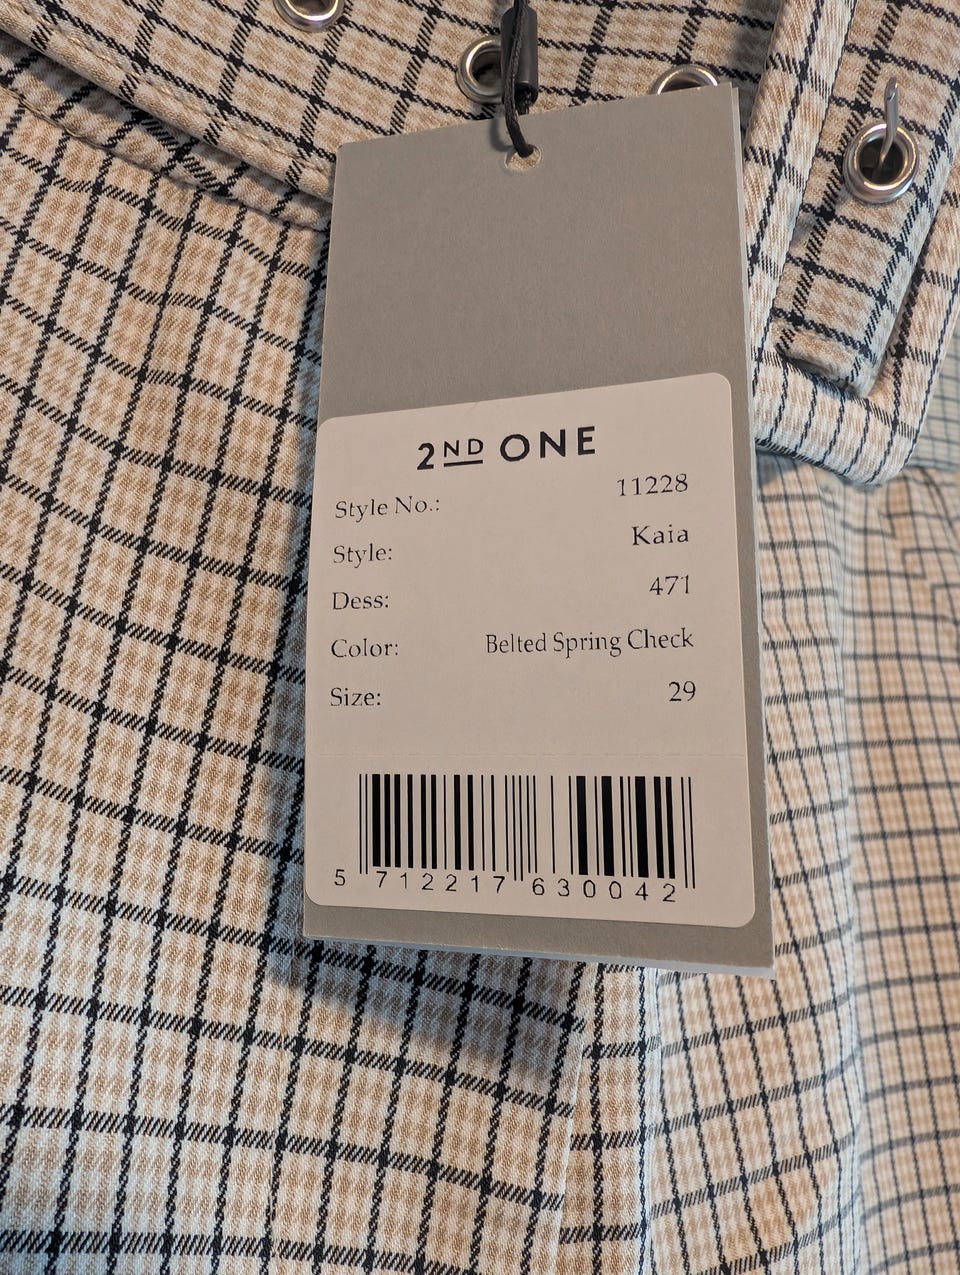 2ND ONE
Style No.: 11228
Style: Kaia
Dess: 471
Color: Belted Spring Check
Size: 29
5 712217 630042